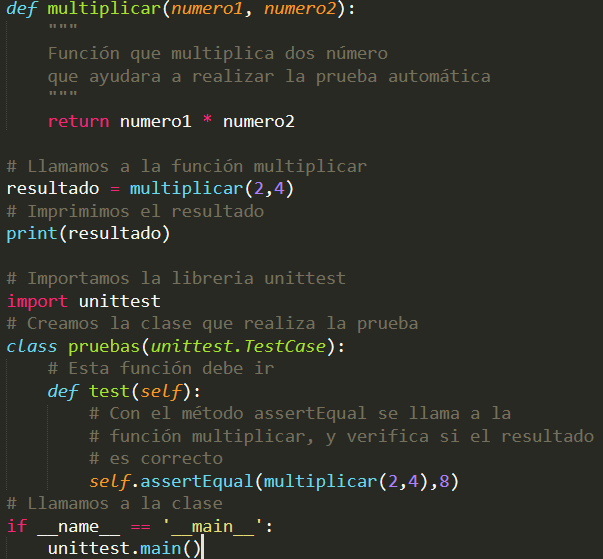 def multiplicar(numero1, numero2):
    """
    Función que multiplica dos número
    que ayudara a realizar la prueba automática
    """
    return numero1 * numero2

# Llamamos a la función multiplicar
resultado = multiplicar(2,4)
# Imprimimos el resultado
print(resultado)

# Importamos la libreria unittest
import unittest
# Creamos la clase que realiza la prueba
class pruebas(unittest.TestCase):
    # Esta función debe ir
    def test(self):
        # Con el método assertEqual se llama a la
        # función multiplicar, y verifica si el resultado
        # es correcto
        self.assertEqual(multiplicar(2,4),8)
# Llamamos a la clase
if __name__ == '__main__':
    unittest.main()